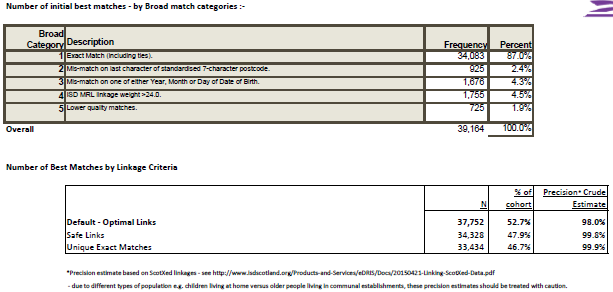 Number of initial best matches - by Broad match categories :-
Broad Category Description Frequency Percent
1 Exact Match (including ties). 34,083 87.0%
2 Mis-match on last character of standardised 7-character postcode. 925 2.4%
3 Mis-match on one of either Year, Month or Day of Date of Birth. 1,676 4.3%
4 ISD MRL linkage weight >24.0. 1,755 4.5%
5 Lower quality matches. 725 1.9%
Overall 39,164 100.0%
Number of Best Matches by Linkage Criteria
N % of cohort Precision* Crude Estimate
Default - Optimal Links 37,752 52.7% 98.0%
Safe Links 34,328 47.9% 99.8%
Unique Exact Matches 33,434 46.7% 99.9%
*Precision estimate based on ScotXed linkages - see http://www.isdscotland.org/Products-and-Services/eDRIS/Docs/20150421-Linking-ScotXed-Data.pdf
- due to different types of population e.g. children living at home versus older people living in communal establishments, these precision estimates should be treated with caution.